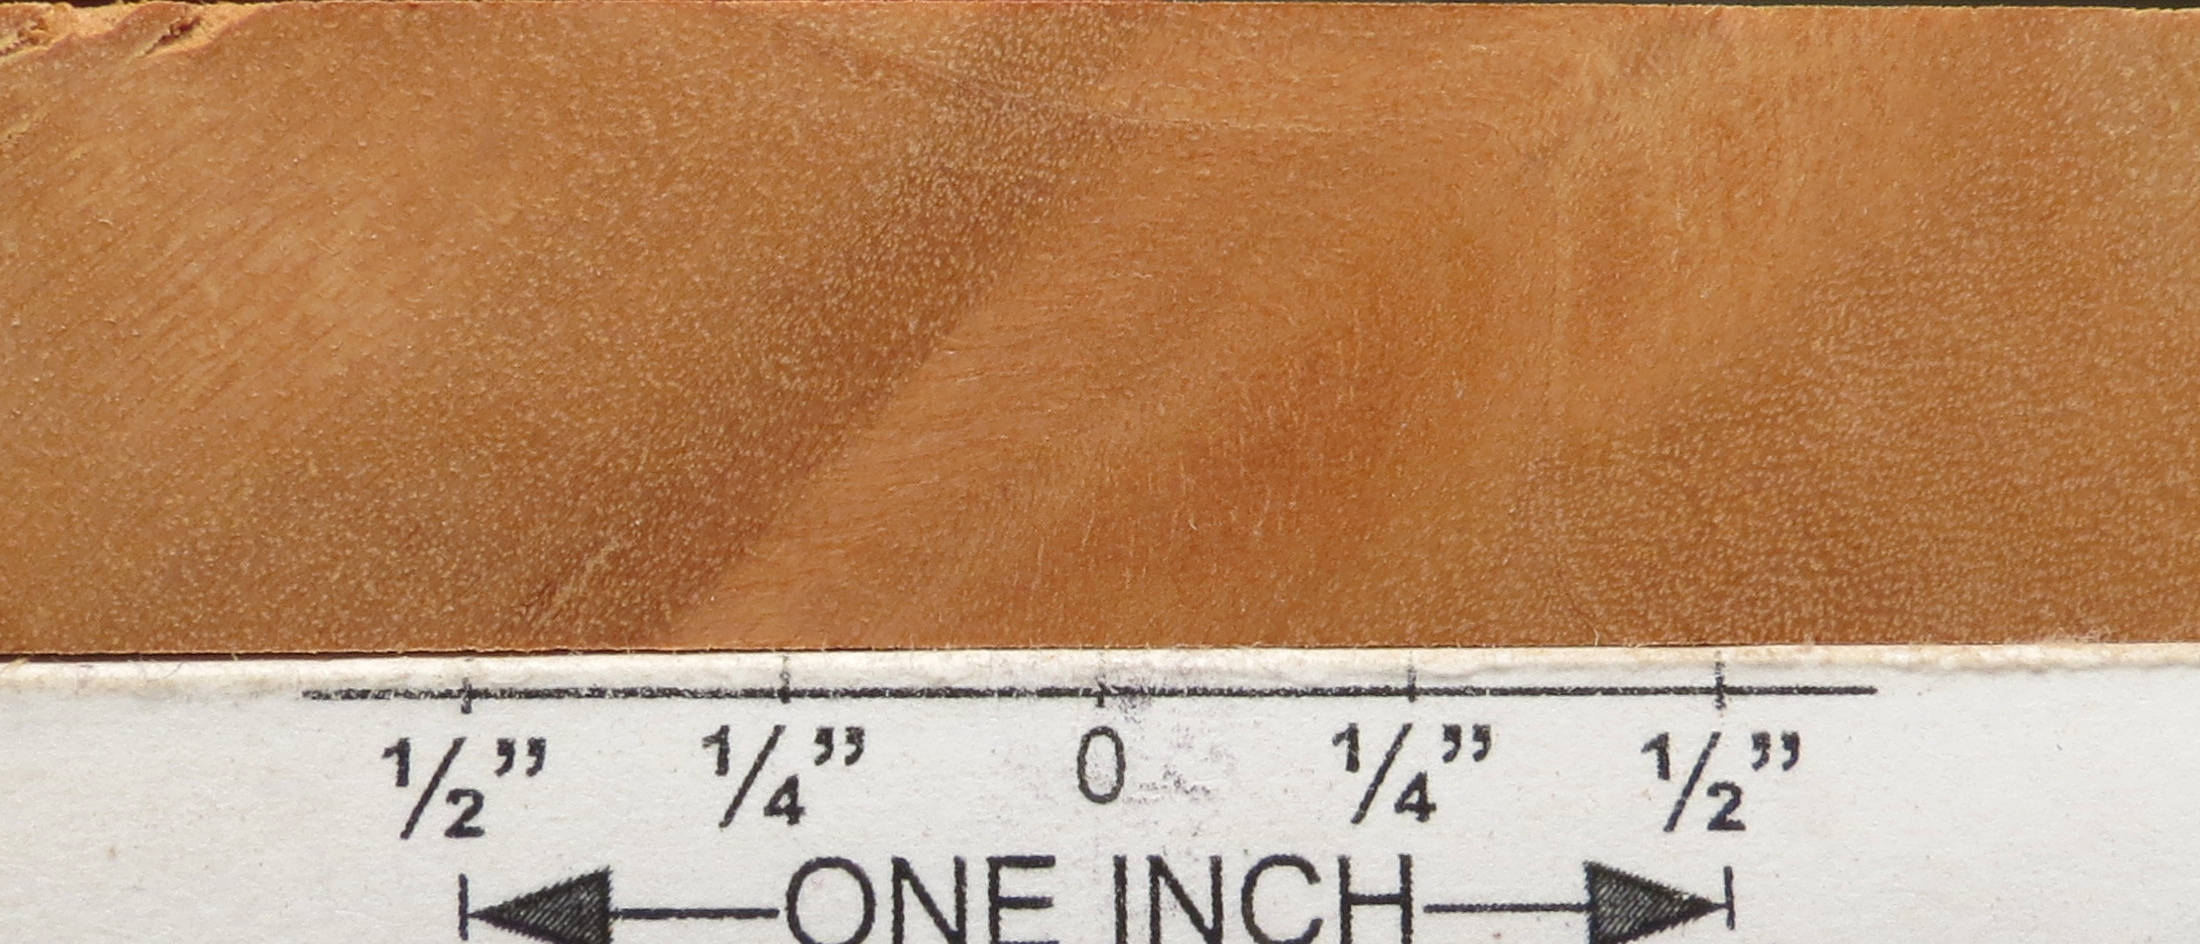 1/2” 1/4” 0 1/4” 1/2”
ONE INCH